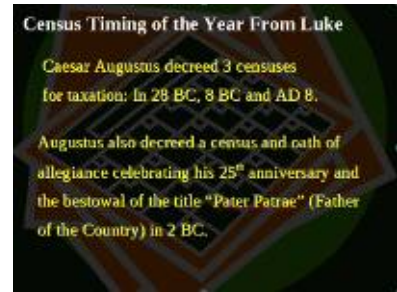 Census Timing of the Year From Luke
Caesar Augustus decreed 3 censuses
for taxation: In 28 BC, 8 BC and AD 8.
Augustus also decreed a census and oath of
allegiance celebrating his 25th anniversary and
the bestowal of the title "Pater Patrae" (Father
of the Country) in 2 BC.